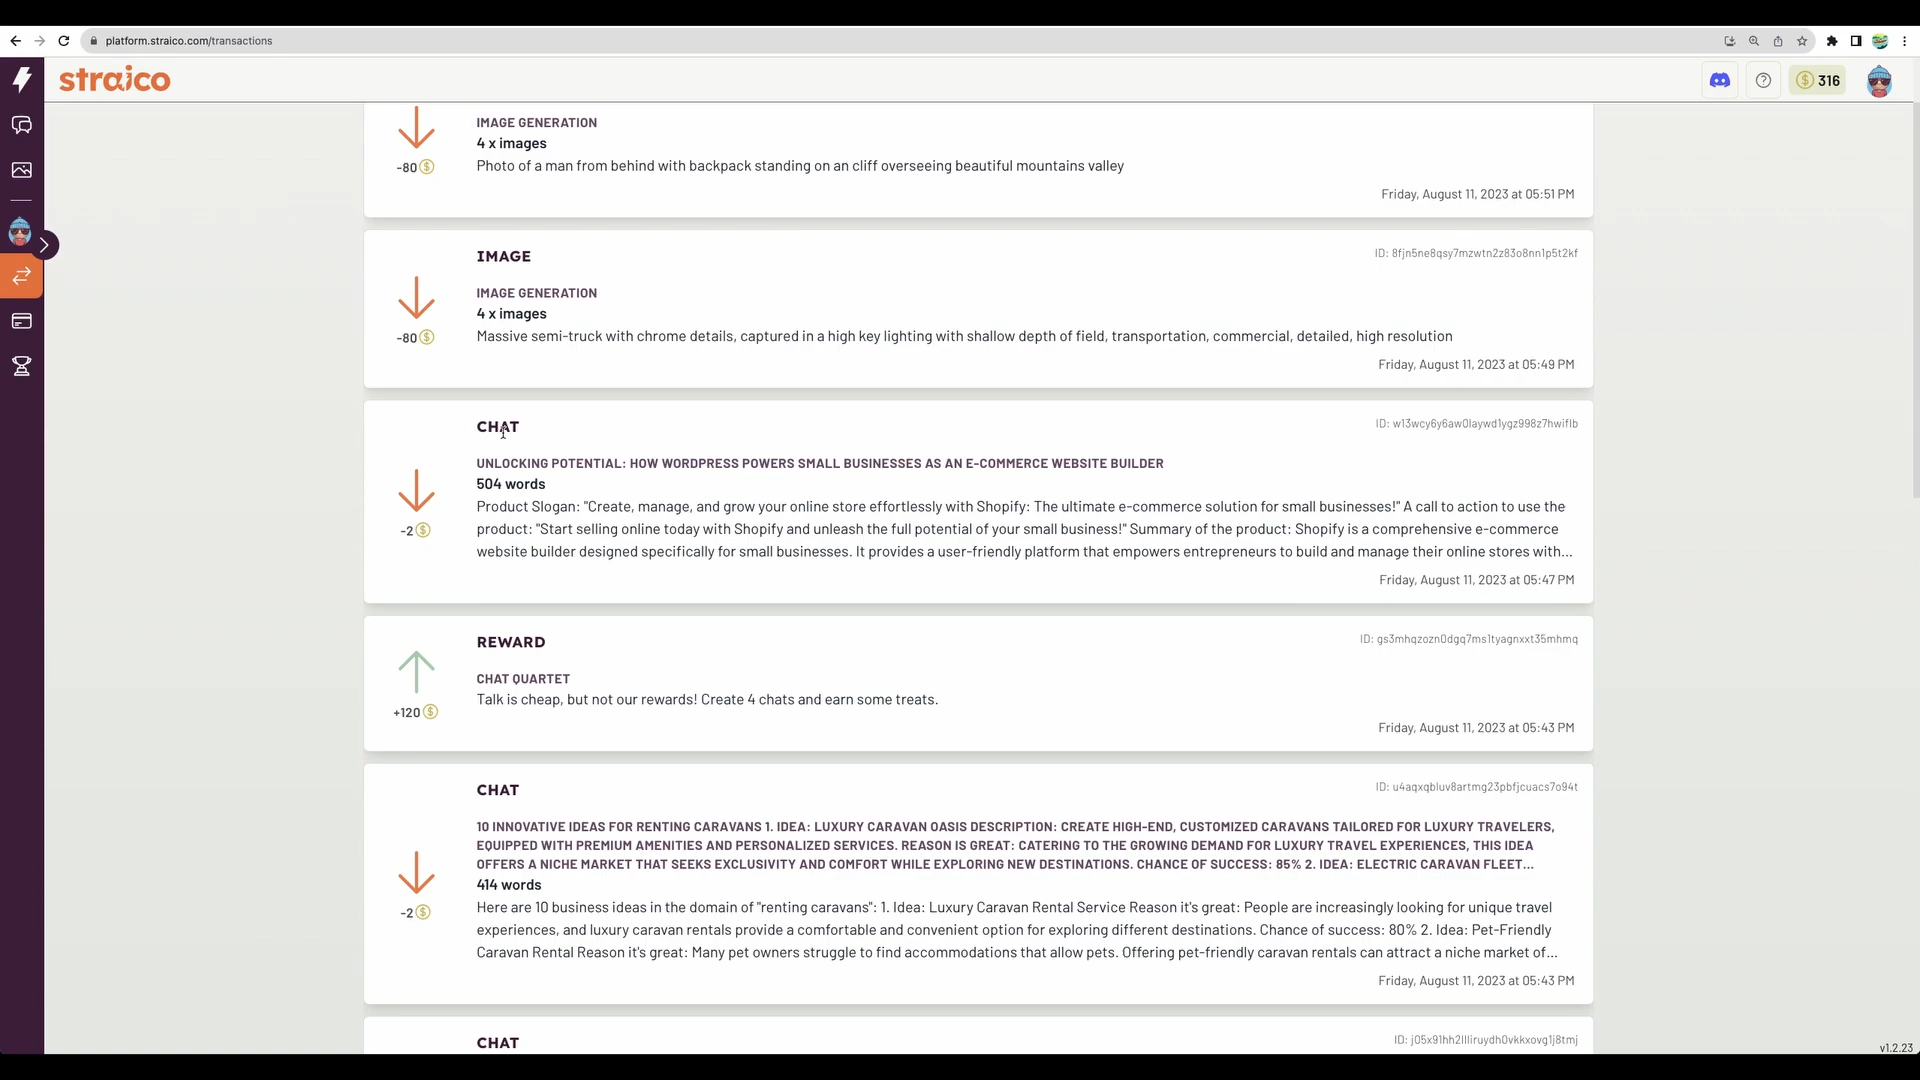 platform.straico.com/transactions
straico
316
IMAGE GENERATION
4 x images
-80
Photo of a man from behind with backpack standing on an cliff overseeing beautiful mountains valley
Friday, August 11, 2023 at 05:51 PM
IMAGE
ID: 8fjn5ne8qsy7mzwtn2z83o8nn1p5t2kf
IMAGE GENERATION
4 x images
-80
Massive semi-truck with chrome details, captured in a high key lighting with shallow depth of field, transportation, commercial, detailed, high resolution
Friday, August 11, 2023 at 05:49 PM
CHAT
ID: w13wcy6y6aw0laywd1ygz998z7hwiflb
UNLOCKING POTENTIAL: HOW WORDPRESS POWERS SMALL BUSINESSES AS AN E-COMMERCE WEBSITE BUILDER
504 words
Product Slogan: "Create, manage, and grow your online store effortlessly with Shopify: The ultimate e-commerce solution for small businesses!" A call to action to use the
product: "Start selling online today with Shopify and unleash the full potential of your small business!" Summary of the product: Shopify is a comprehensive e-commerce
-2
website builder designed specifically for small businesses. It provides a user-friendly platform that empowers entrepreneurs to build and manage their online stores with...
Friday, August 11, 2023 at 05:47 PM
REWARD
ID: gs3mhqzozn0dgq7ms1tyagnxxt35mhmq
CHAT QUARTET
Talk is cheap, but not our rewards! Create 4 chats and earn some treats.
+120
Friday, August 11, 2023 at 05:43 PM
CHAT
ID: u4aqxqbluv8artmg23pbfjcuacs7o94t
10 INNOVATIVE IDEAS FOR RENTING CARAVANS 1. IDEA: LUXURY CARAVAN OASIS DESCRIPTION: CREATE HIGH-END, CUSTOMIZED CARAVANS TAILORED FOR LUXURY TRAVELERS,
EQUIPPED WITH PREMIUM AMENITIES AND PERSONALIZED SERVICES. REASON IS GREAT: CATERING TO THE GROWING DEMAND FOR LUXURY TRAVEL EXPERIENCES, THIS IDEA
OFFERS A NICHE MARKET THAT SEEKS EXCLUSIVITY AND COMFORT WHILE EXPLORING NEW DESTINATIONS. CHANCE OF SUCCESS: 85% 2. IDEA: ELECTRIC CARAVAN FLEET...
414 words
Here are 10 business ideas in the domain of "renting caravans": 1. Idea: Luxury Caravan Rental Service Reason it's great: People are increasingly looking for unique travel
-2
experiences, and luxury caravan rentals provide a comfortable and convenient option for exploring different destinations. Chance of success: 80% 2. Idea: Pet-Friendly
Caravan Rental Reason it's great: Many pet owners struggle to find accommodations that allow pets. Offering pet-friendly caravan rentals can attract a niche market of...
Friday, August 11, 2023 at 05:43 PM
CHAT
ID: j05x91hh2llliruydh0vkkxovg1j8tmj
v1.2.23